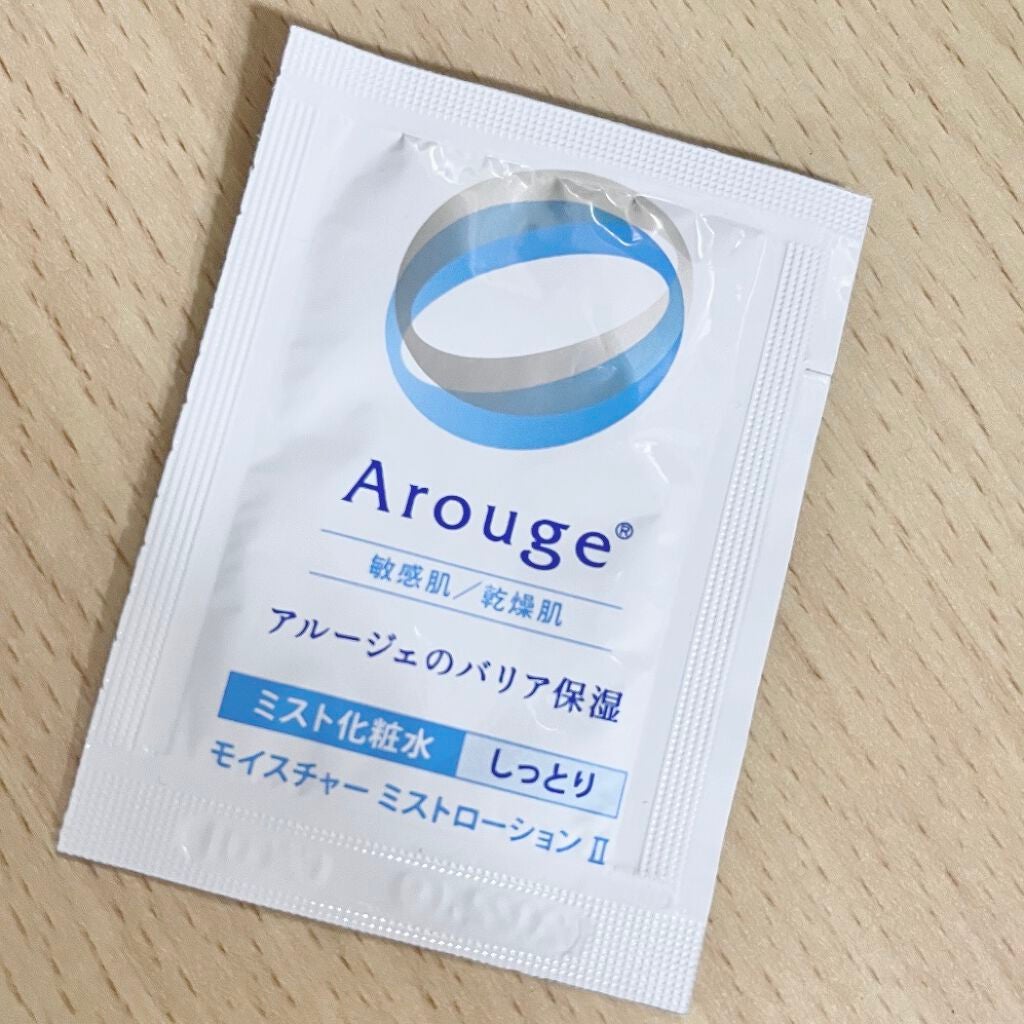 Arouge®
敏感肌／乾燥肌
アルージェのバリア保湿
ミスト化粧水 しっとり
モイスチャー ミストローション Ⅱ